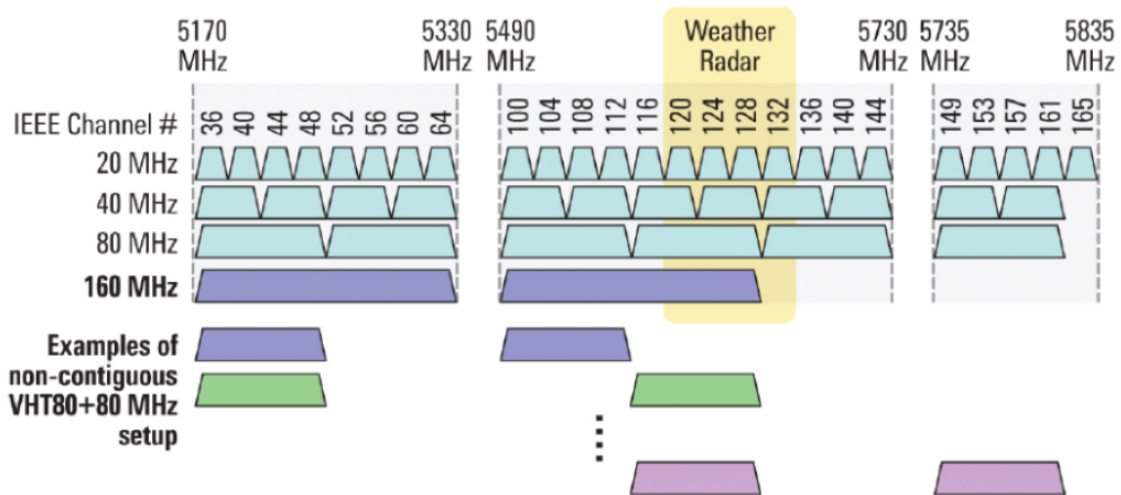 5170 MHz
5330 MHz
5490 MHz
Weather Radar
5730 MHz
5735 MHz
5835 MHz
IEEE Channel # 36 40 44 48 52 56 60 64 100 104 108 112 116 120 124 128 132 136 140 144 149 153 157 161 165
20 MHz
40 MHz
80 MHz
160 MHz
Examples of
non-contiguous
VHT80+80 MHz
setup